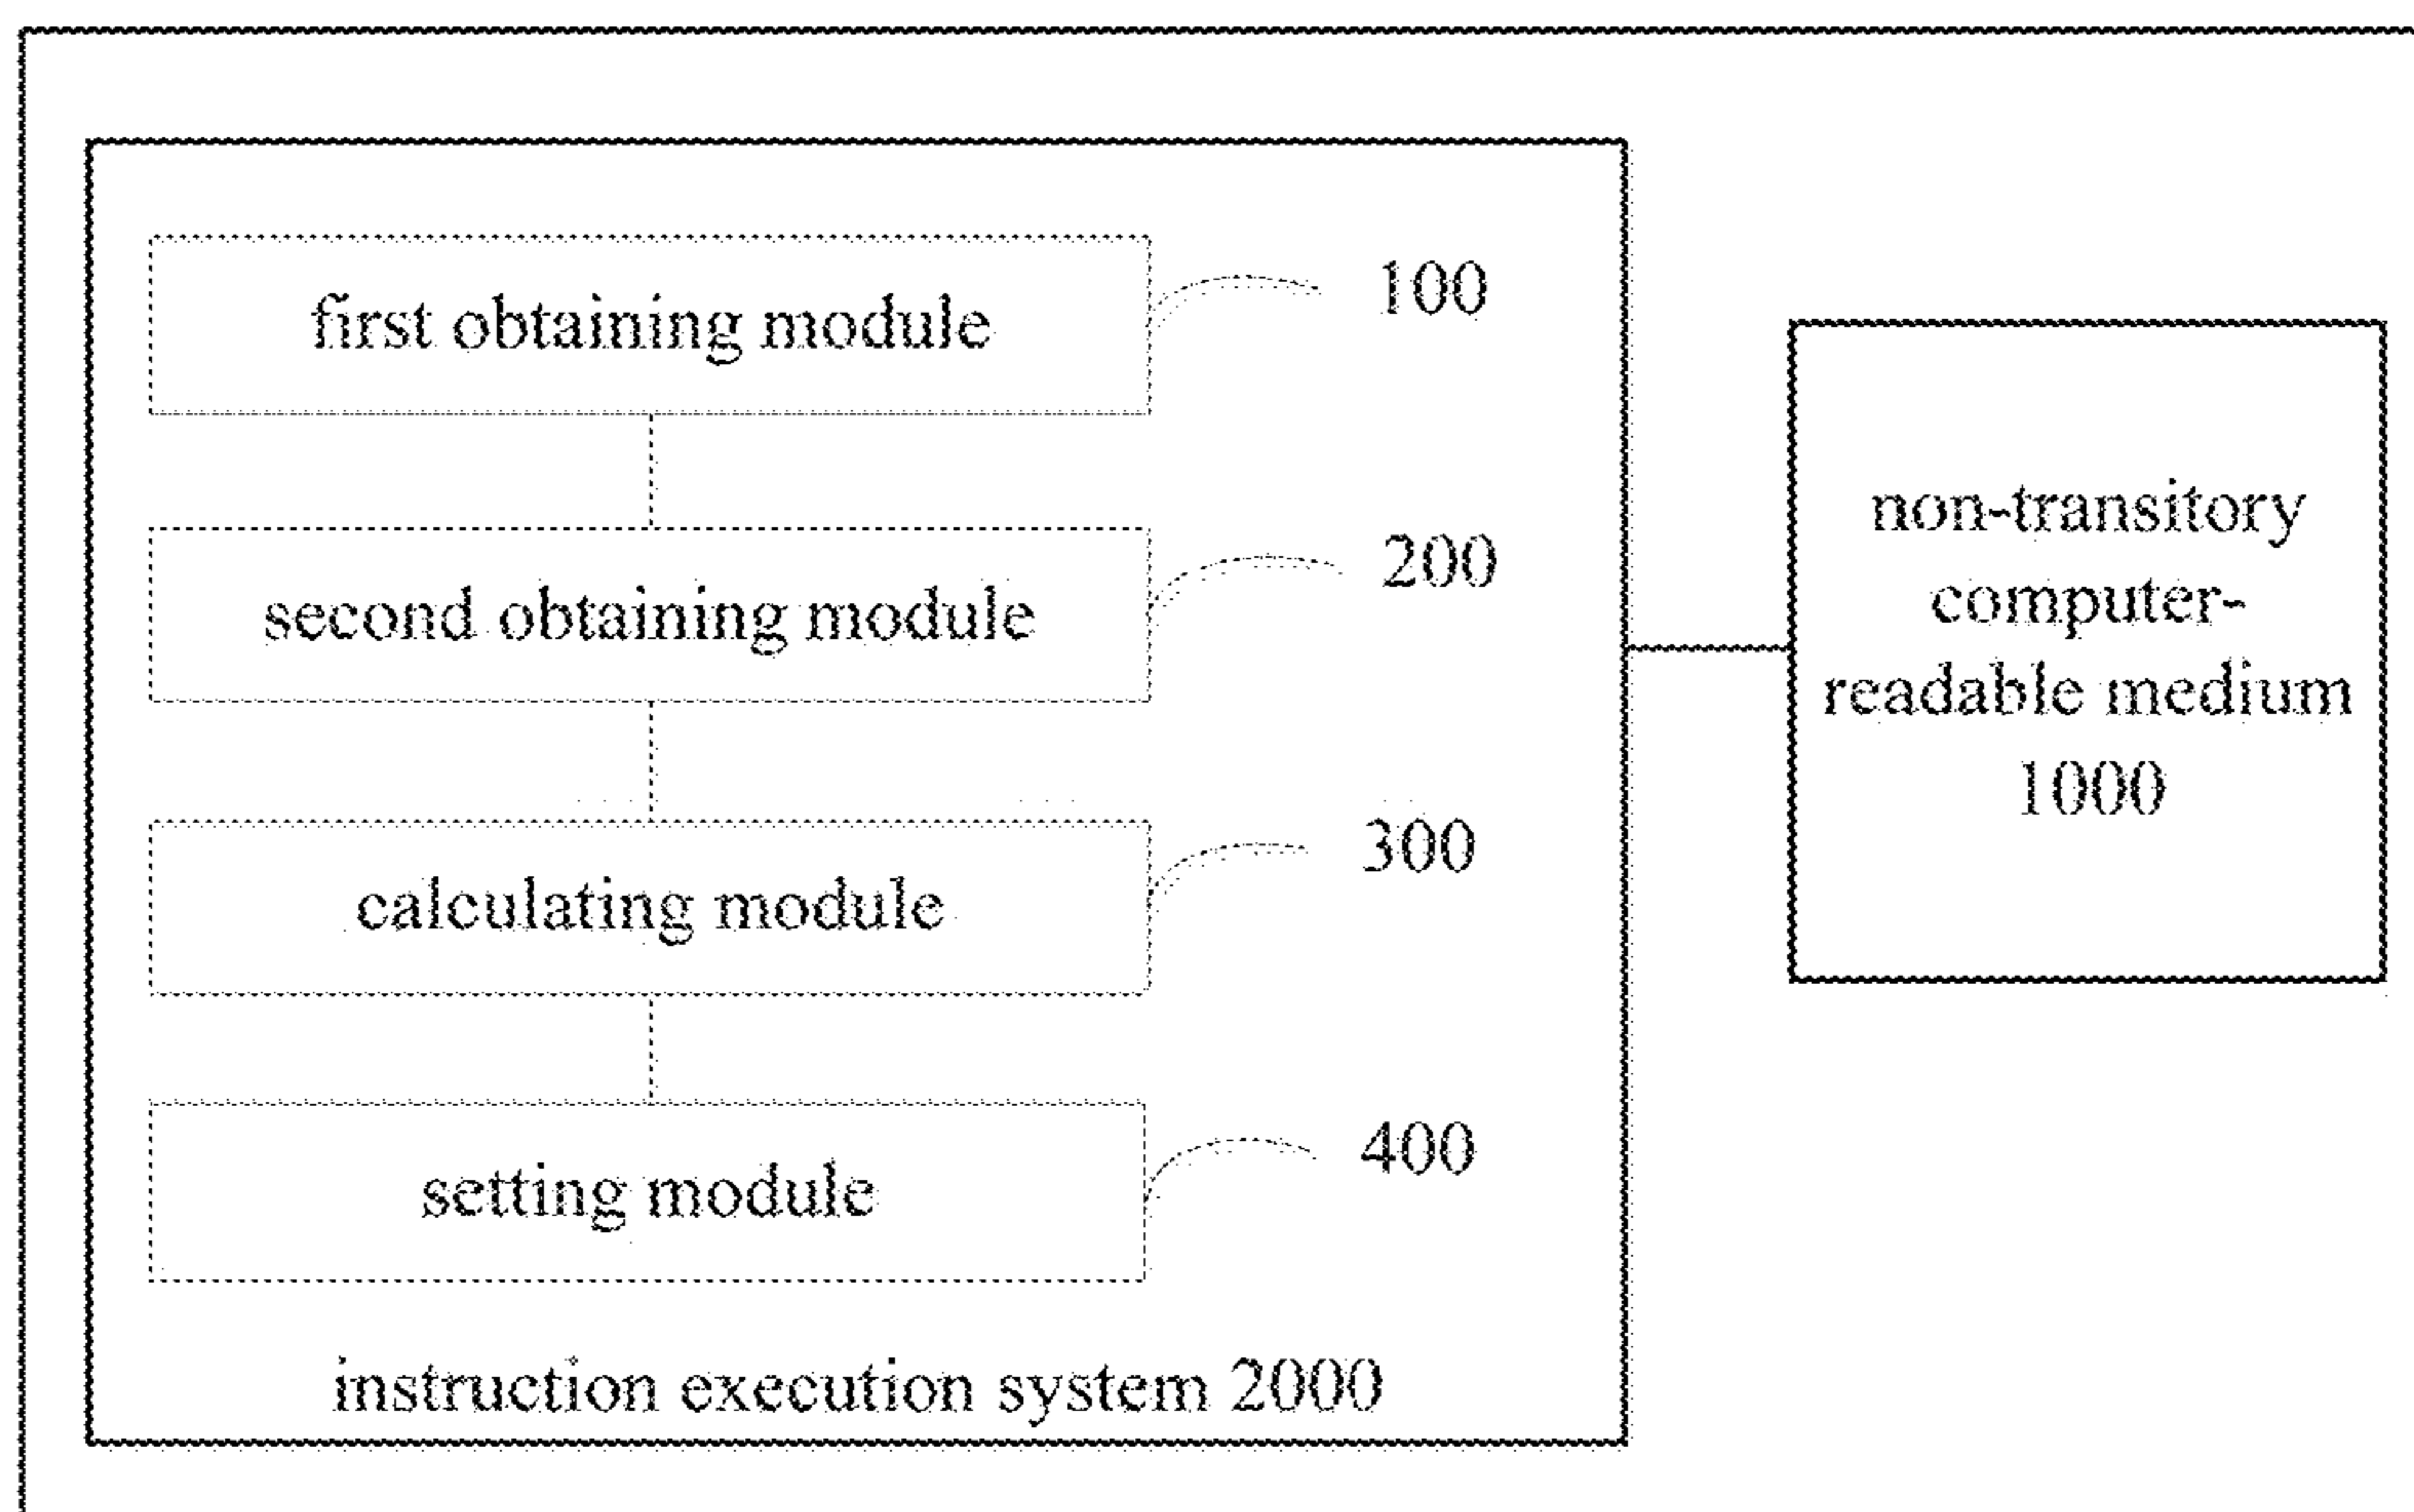 first obtaining module
100
second obtaining module
200
calculating module
300
setting module
400
instruction execution system 2000
non-transitory
computer-
readable medium
1000